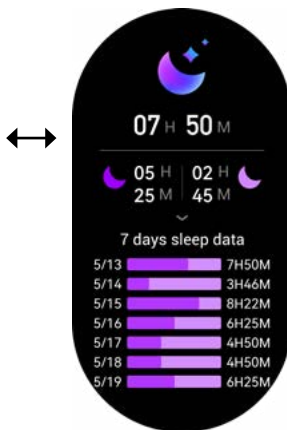 07 H 50 M
05 H 02 H
25 M 45 M
7 days sleep data
5/13 7H50M
5/14 3H46M
5/15 8H22M
5/16 6H25M
5/17 4H50M
5/18 4H50M
5/19 6H25M